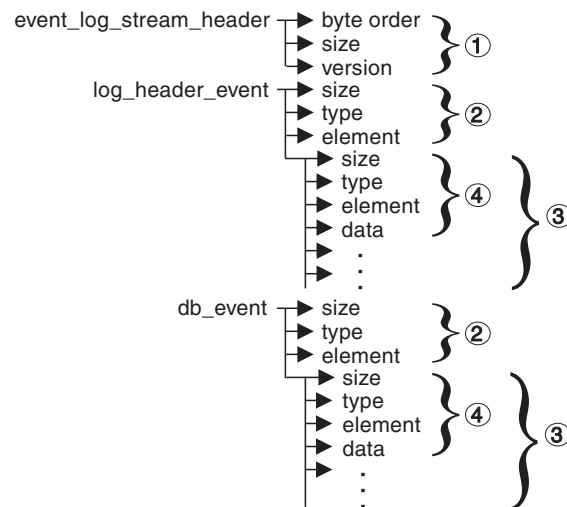 event_log_stream_header byte order
size ①
version
log_header_event size
type ②
element
size
type
element ④
data ③
db_event size
type ②
element
size
type
element ④
data ③